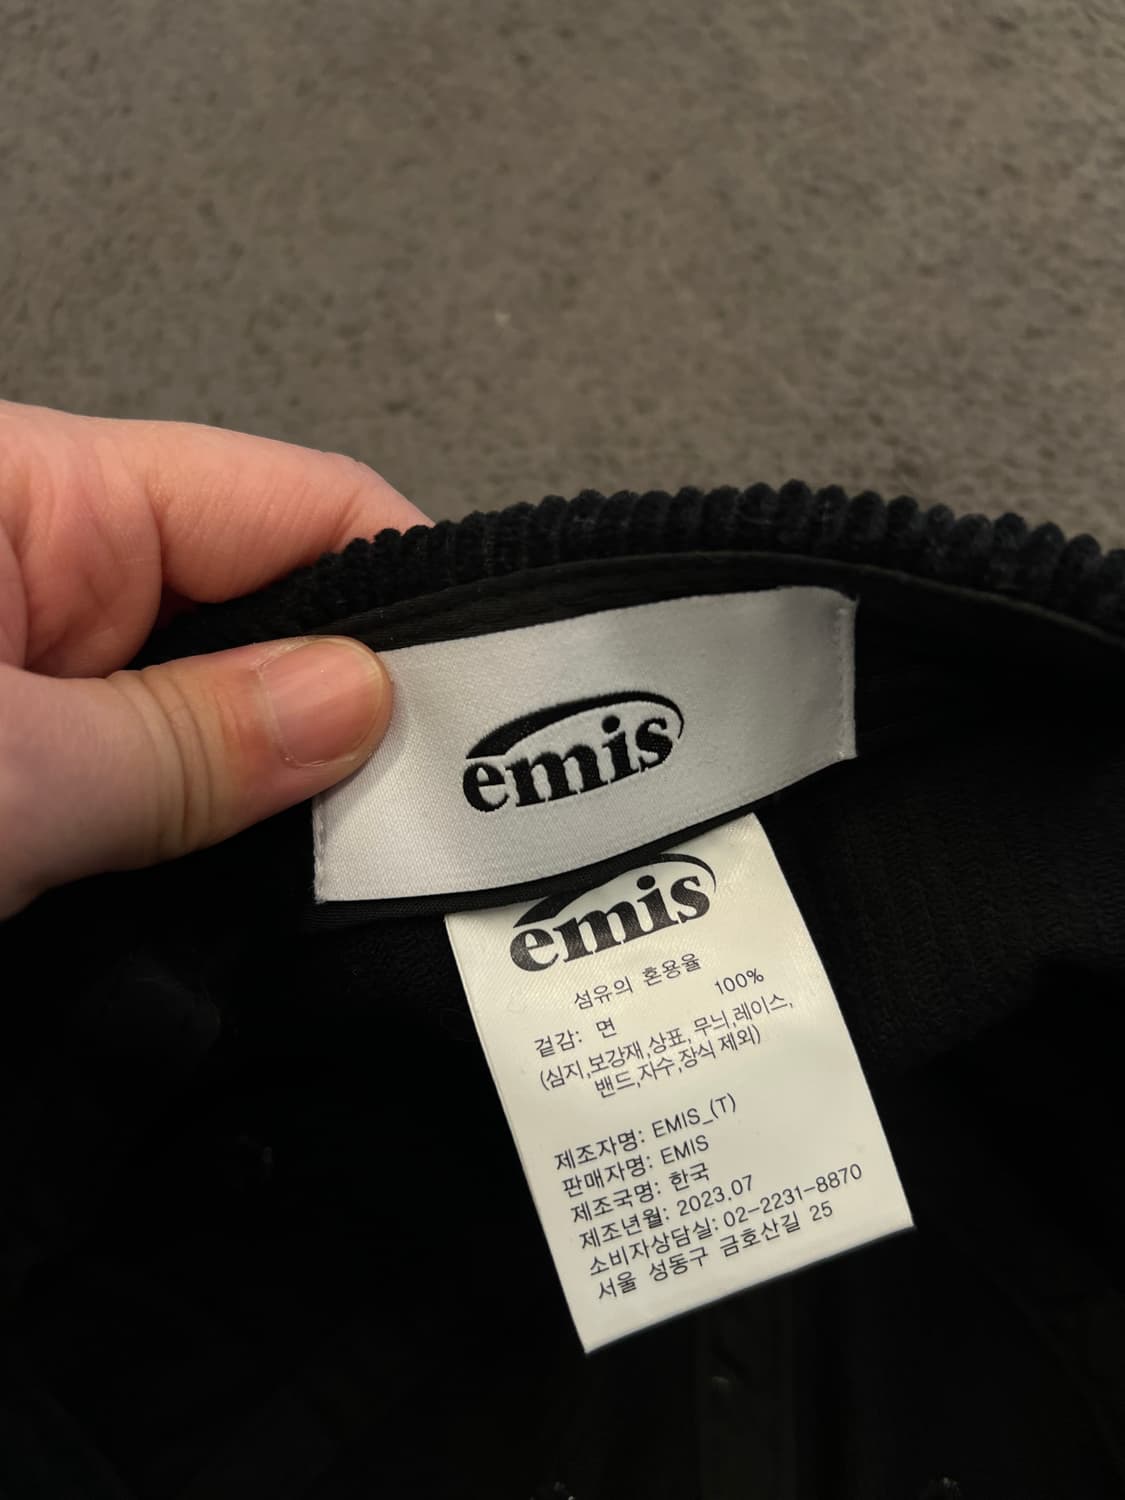 emis
emis
섬유의 혼용율
겉감: 면 100%
(심지,보강재,상표, 무늬,레이스,
밴드,자수,장식 제외)
제조자명: EMIS_(T)
판매자명: EMIS
제조국명: 한국
제조년월: 2023.07
소비자상담실: 02-2231-8870
서울 성동구 금호산길 25